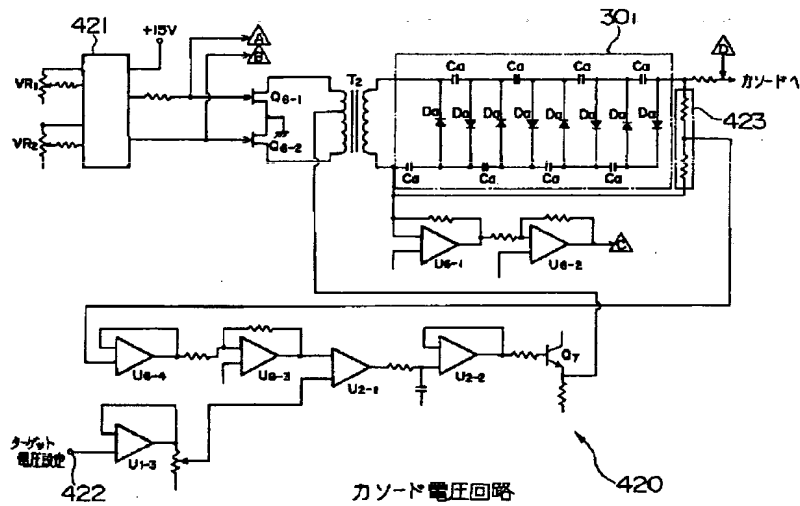 421
+15V
A
B
VR1
VR2
Q6-1
Q6-2
T2
301
Ca Ca Ca Ca
Da Da Da Da Da Da Da Da
Ca Ca Ca Ca
D
カソードへ
423
U6-1
U6-2
C
U6-4
U2-1
U2-2
Q7
U1-3
ターゲット
電圧設定
422
カソード電圧回路
420